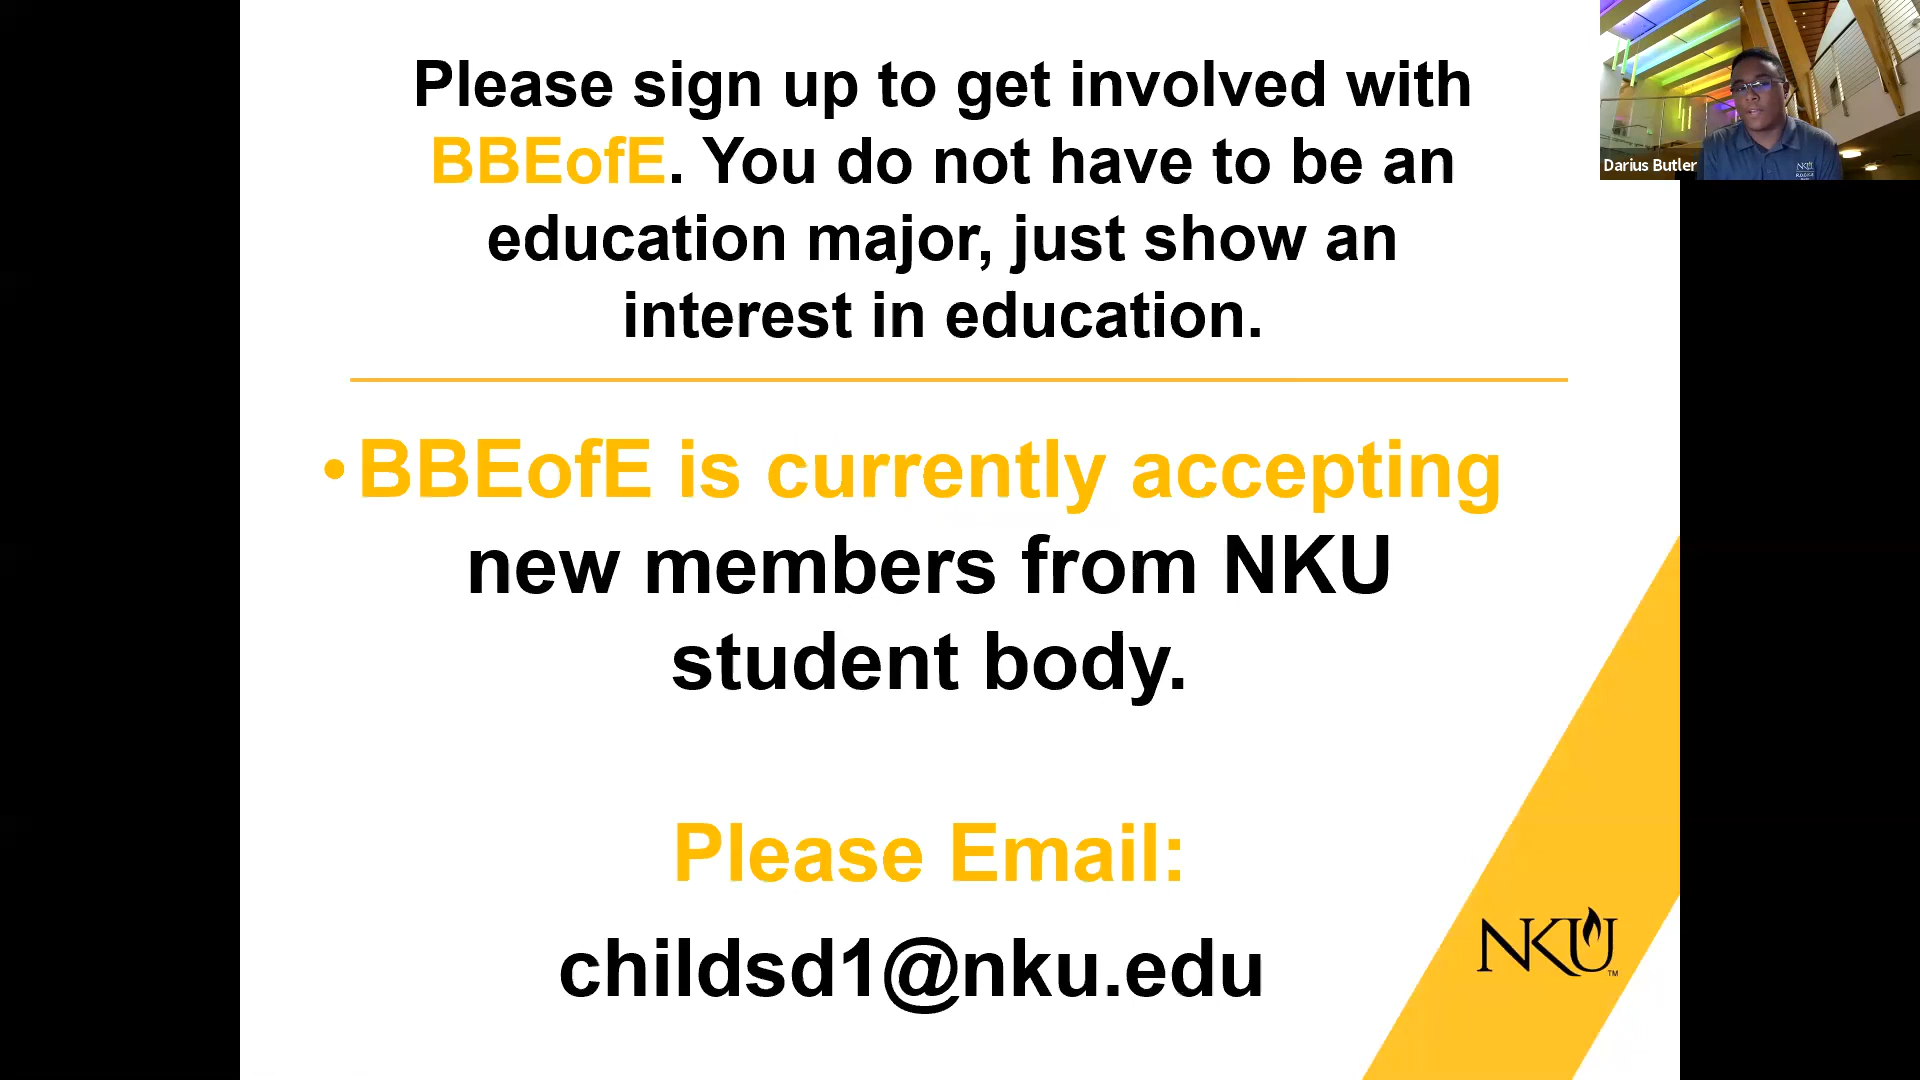 Please sign up to get involved with
BBEofE. You do not have to be an
education major, just show an
interest in education.
•BBEofE is currently accepting
new members from NKU
student body.
Please Email:
childsd1@nku.edu
NKU™
Darius Butler
NKU